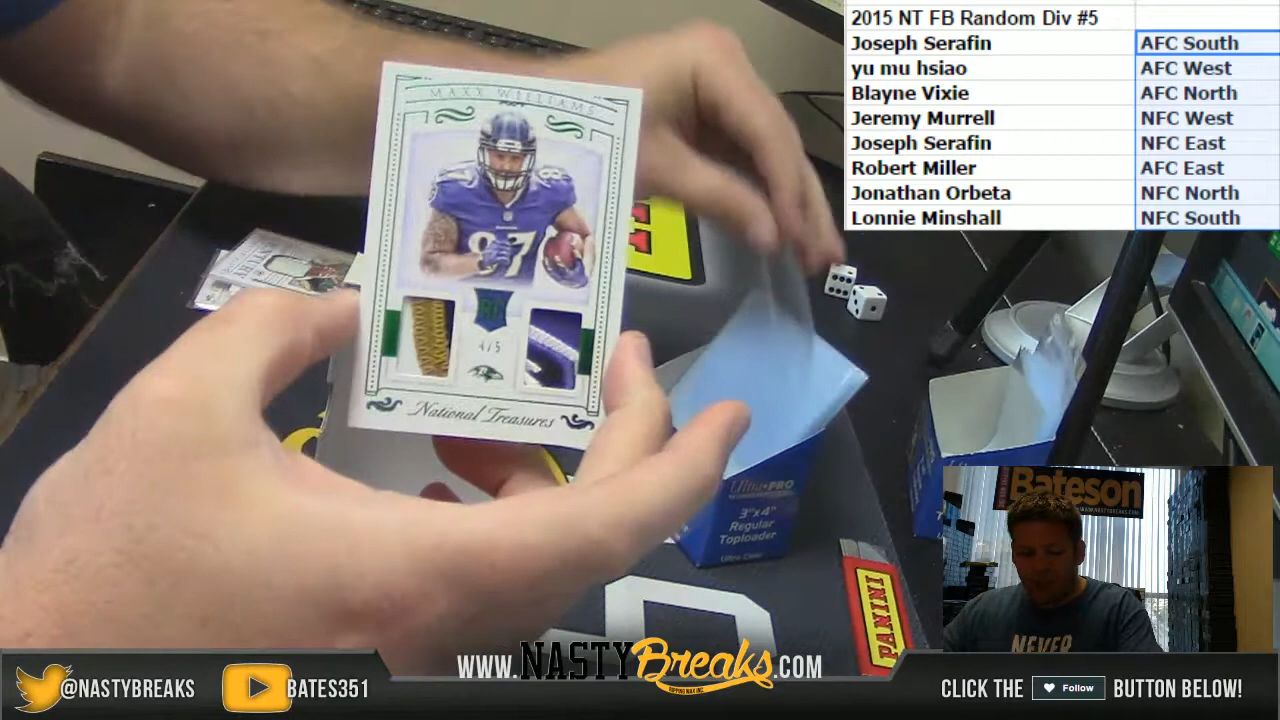 2015 NT FB Random Div #5
Joseph Serafin AFC South
yu mu hsiao AFC West
Blayne Vixie AFC North
Jeremy Murrell NFC West
Joseph Serafin NFC East
Robert Miller AFC East
Jonathan Orbeta NFC North
Lonnie Minshall NFC South
MAXX WILLIAMS
87
87
4/5
National Treasures
Ultra PRO
3"x4"
Regular
Toploader
PANINI
Bateson
NEVER
@NASTYBREAKS
BATES351
WWW.NASTYBreaks.COM
CLICK THE Follow BUTTON BELOW!